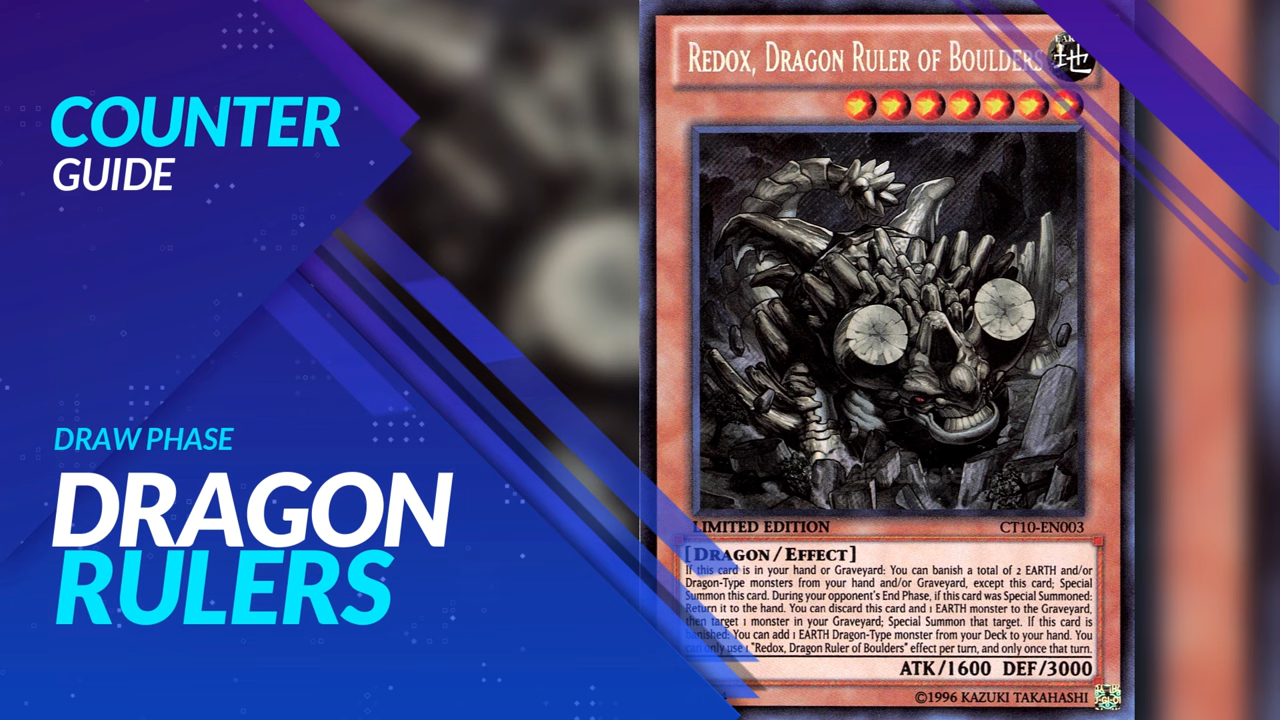 COUNTER
GUIDE
DRAW PHASE
DRAGON
RULERS
REDOX, DRAGON RULER OF BOULDERS
EARTH
地
LIMITED EDITION
CT10-EN003
[DRAGON/EFFECT]
If this card is in your hand or Graveyard: You can banish a total of 2 EARTH and/or
Dragon-Type monsters from your hand and/or Graveyard, except this card; Special
Summon this card. During your opponent's End Phase, if this card was Special Summoned:
Return it to the hand. You can discard this card and 1 EARTH monster to the Graveyard,
then target 1 monster in your Graveyard; Special Summon that target. If this card is
banished: You can add 1 EARTH Dragon-Type monster from your Deck to your hand. You
can only use 1 "Redox, Dragon Ruler of Boulders" effect per turn, and only once that turn.
ATK/1600 DEF/3000
©1996 KAZUKI TAKAHASHI